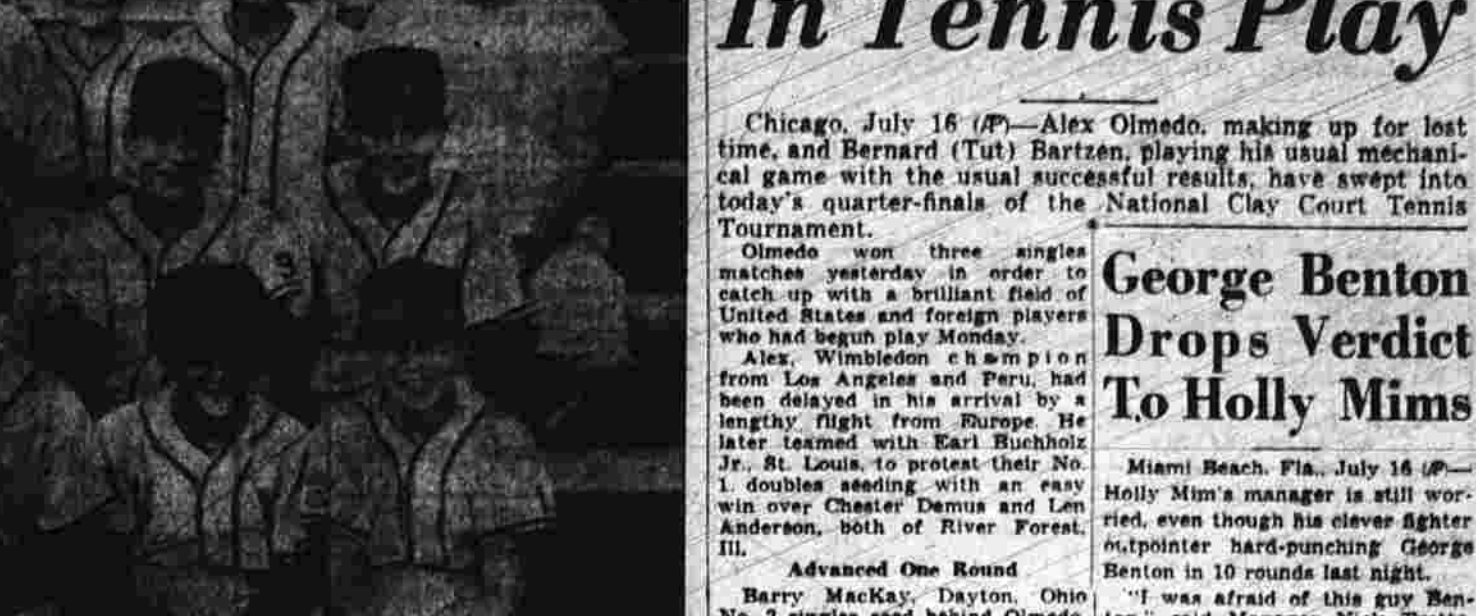 In Tennis Play
Chicago, July 16 (AP)—Alex Olmedo, making up for lost
time, and Bernard (Tut) Bartzen, playing his usual mechani-
cal game with the usual successful results, have swept into
today's quarter-finals of the National Clay Court Tennis
Tournament.
Olmedo won three singles
matches yesterday in order to
catch up with a brilliant field of
United States and foreign players
who had begun play Monday.
Alex, Wimbledon champion
from Los Angeles and Peru, had
been delayed in his arrival by a
lengthy flight from Europe. He
later teamed with Earl Buchholz
Jr., St. Louis, to protest their No.
1 doubles seeding with an easy
win over Chester Demus and Len
Anderson, both of River Forest,
Ill.
Advanced One Round
Barry MacKay, Dayton, Ohio
No. 2 singles seed behind Olmedo,
George Benton
Drops Verdict
To Holly Mims
Miami Beach, Fla., July 16 (AP)—
Holly Mim's manager is still wor-
ried, even though his clever fighter
outpointer hard-punching George
Benton in 10 rounds last night.
"I was afraid of this guy Ben-